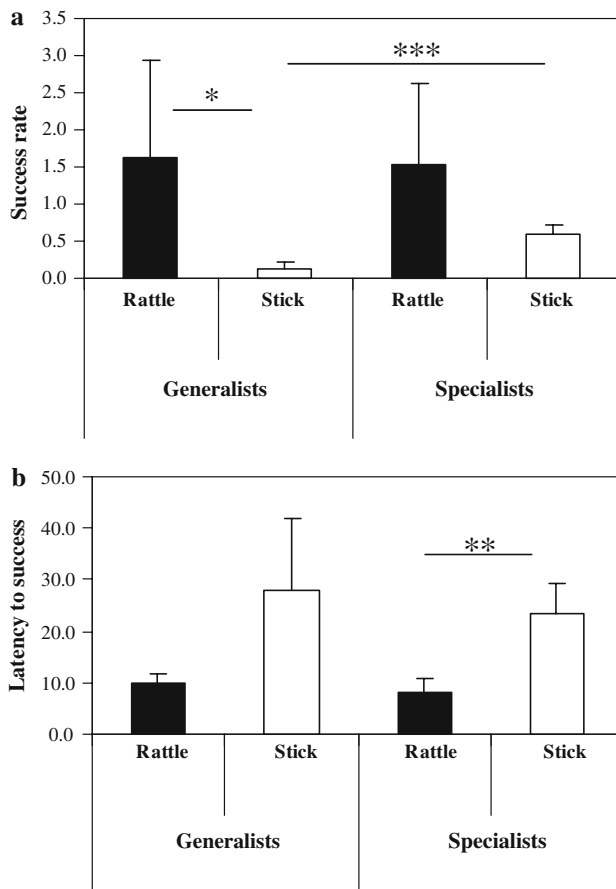 a
Success rate
3.5
3.0
2.5
2.0
1.5
1.0
0.5
0.0
*
***
Rattle Stick Rattle Stick
Generalists Specialists
b
Latency to success
50.0
40.0
30.0
20.0
10.0
0.0
**
Rattle Stick Rattle Stick
Generalists Specialists